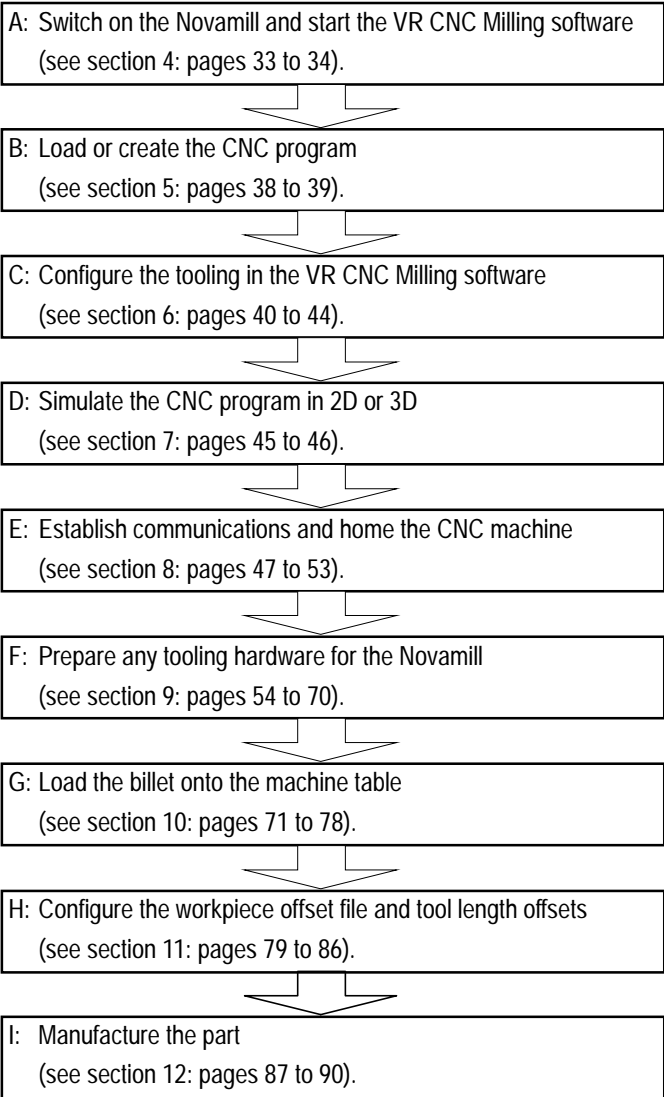 A: Switch on the Novamill and start the VR CNC Milling software
(see section 4: pages 33 to 34).
B: Load or create the CNC program
(see section 5: pages 38 to 39).
C: Configure the tooling in the VR CNC Milling software
(see section 6: pages 40 to 44).
D: Simulate the CNC program in 2D or 3D
(see section 7: pages 45 to 46).
E: Establish communications and home the CNC machine
(see section 8: pages 47 to 53).
F: Prepare any tooling hardware for the Novamill
(see section 9: pages 54 to 70).
G: Load the billet onto the machine table
(see section 10: pages 71 to 78).
H: Configure the workpiece offset file and tool length offsets
(see section 11: pages 79 to 86).
I: Manufacture the part
(see section 12: pages 87 to 90).